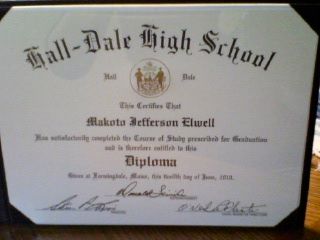 Hall-Dale High School
Hall Dale
This Certifies That
Makoto Jefferson Elwell
Has satisfactorily completed the Course of Study prescribed for Graduation
and is therefore entitled to this
Diploma
Given at Farmingdale, Maine, this twelfth day of June, 2010.